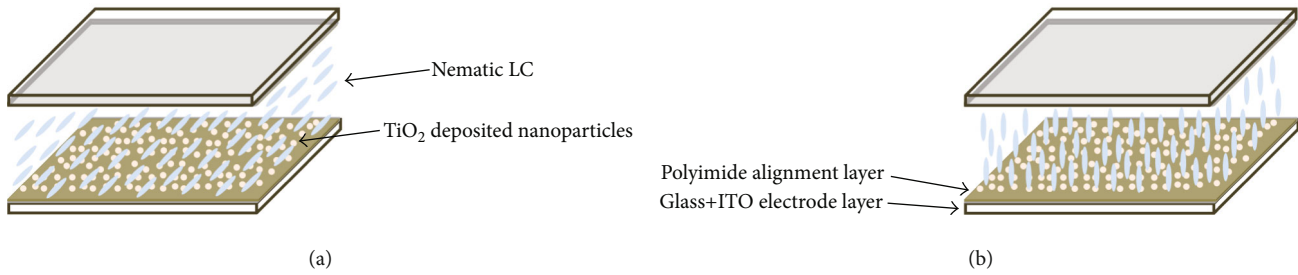 Nematic LC
TiO₂ deposited nanoparticles
(a)
Polyimide alignment layer
Glass+ITO electrode layer
(b)